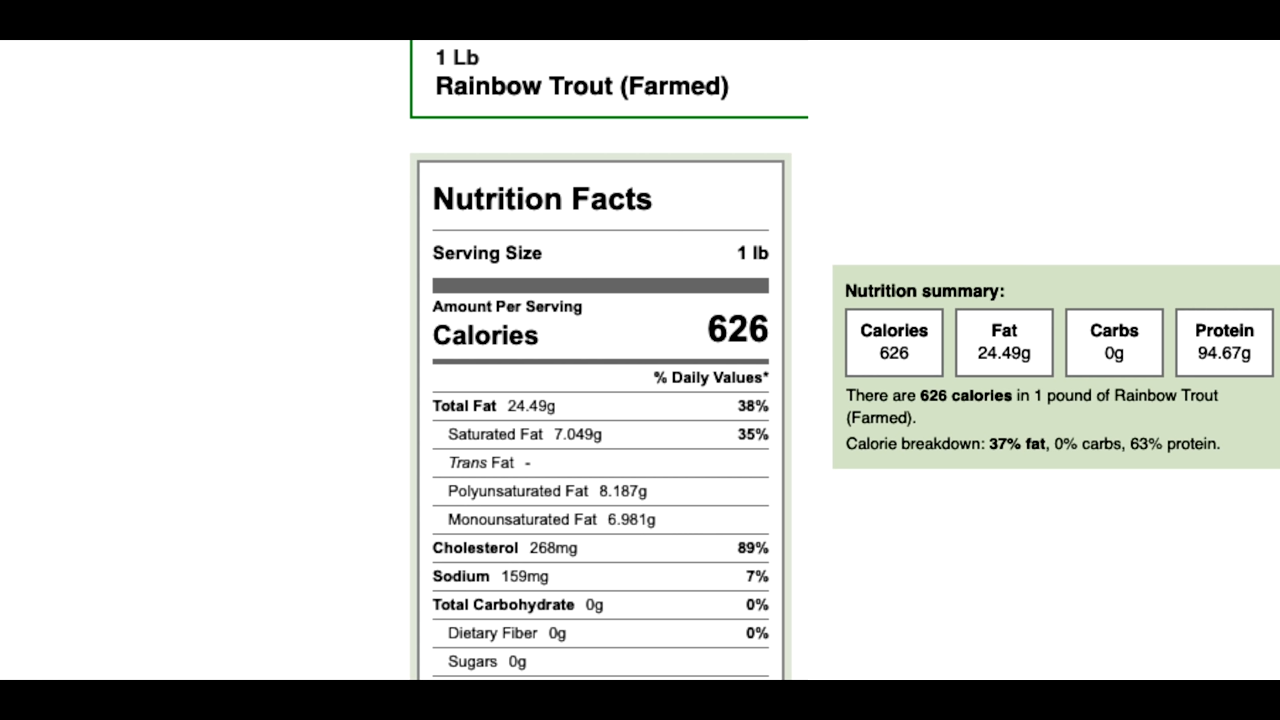 1 Lb
Rainbow Trout (Farmed)
Nutrition Facts
Serving Size 1 lb
Amount Per Serving
Calories 626
% Daily Values*
Total Fat 24.49g 38%
Saturated Fat 7.049g 35%
Trans Fat -
Polyunsaturated Fat 8.187g
Monounsaturated Fat 6.981g
Cholesterol 268mg 89%
Sodium 159mg 7%
Total Carbohydrate 0g 0%
Dietary Fiber 0g 0%
Sugars 0g
Nutrition summary:
Calories Fat Carbs Protein
626 24.49g 0g 94.67g
There are 626 calories in 1 pound of Rainbow Trout
(Farmed).
Calorie breakdown: 37% fat, 0% carbs, 63% protein.